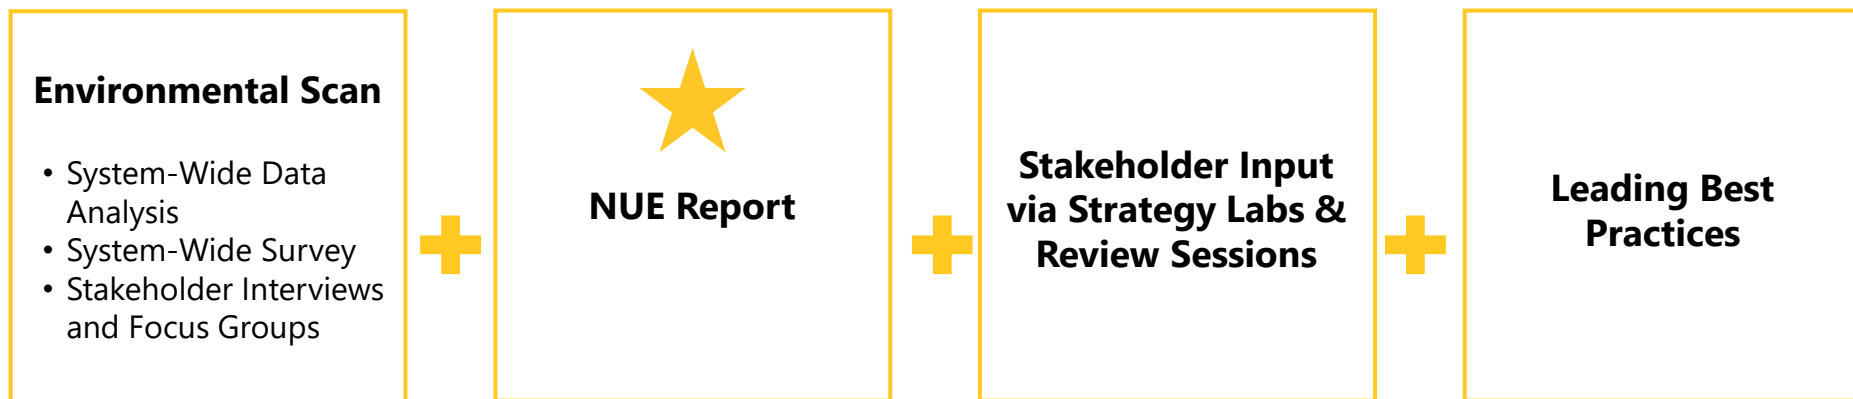 Environmental Scan
• System-Wide Data
Analysis
• System-Wide Survey
• Stakeholder Interviews
and Focus Groups
NUE Report
Stakeholder Input
via Strategy Labs &
Review Sessions
Leading Best
Practices